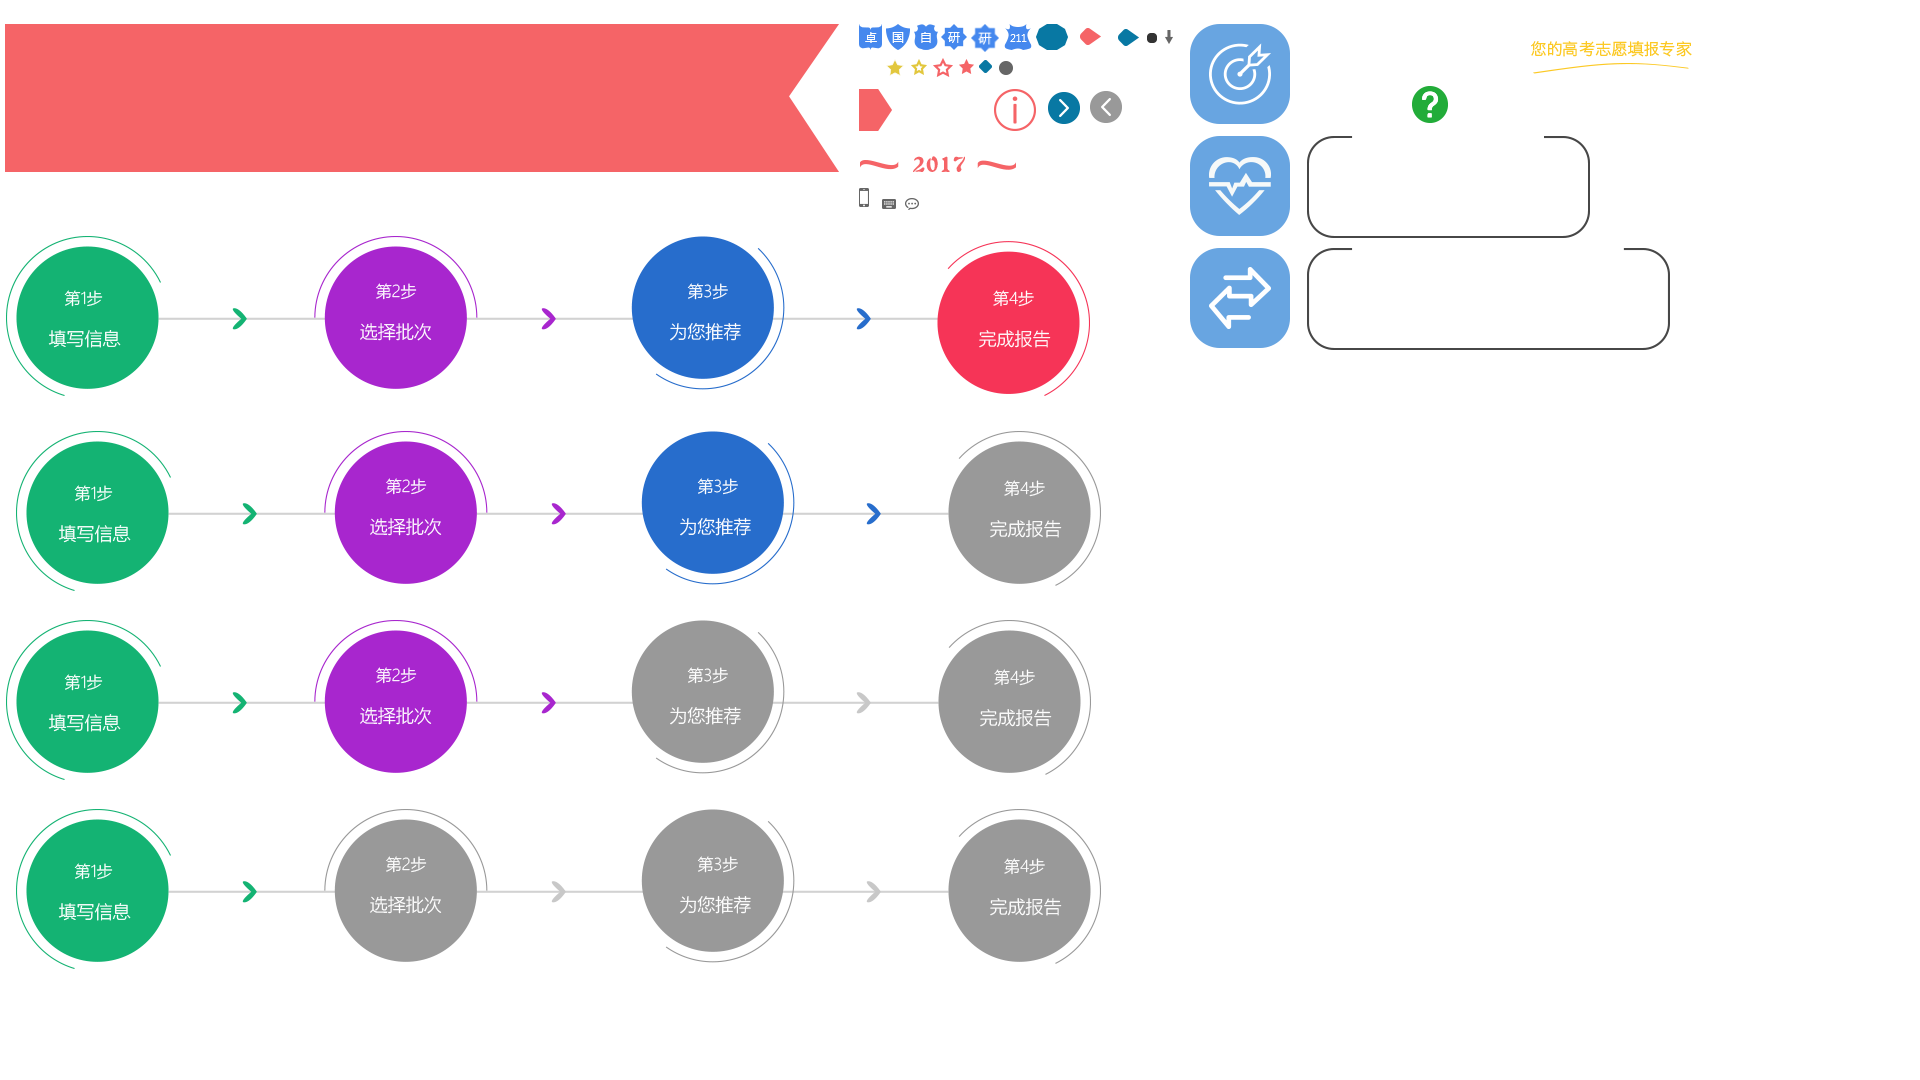 卓 国 自 研 研 211
您的高考志愿填报专家
2017
第1步 第2步 第3步 第4步
填写信息 选择批次 为您推荐 完成报告
第1步 第2步 第3步 第4步
填写信息 选择批次 为您推荐 完成报告
第1步 第2步 第3步 第4步
填写信息 选择批次 为您推荐 完成报告
第1步 第2步 第3步 第4步
填写信息 选择批次 为您推荐 完成报告